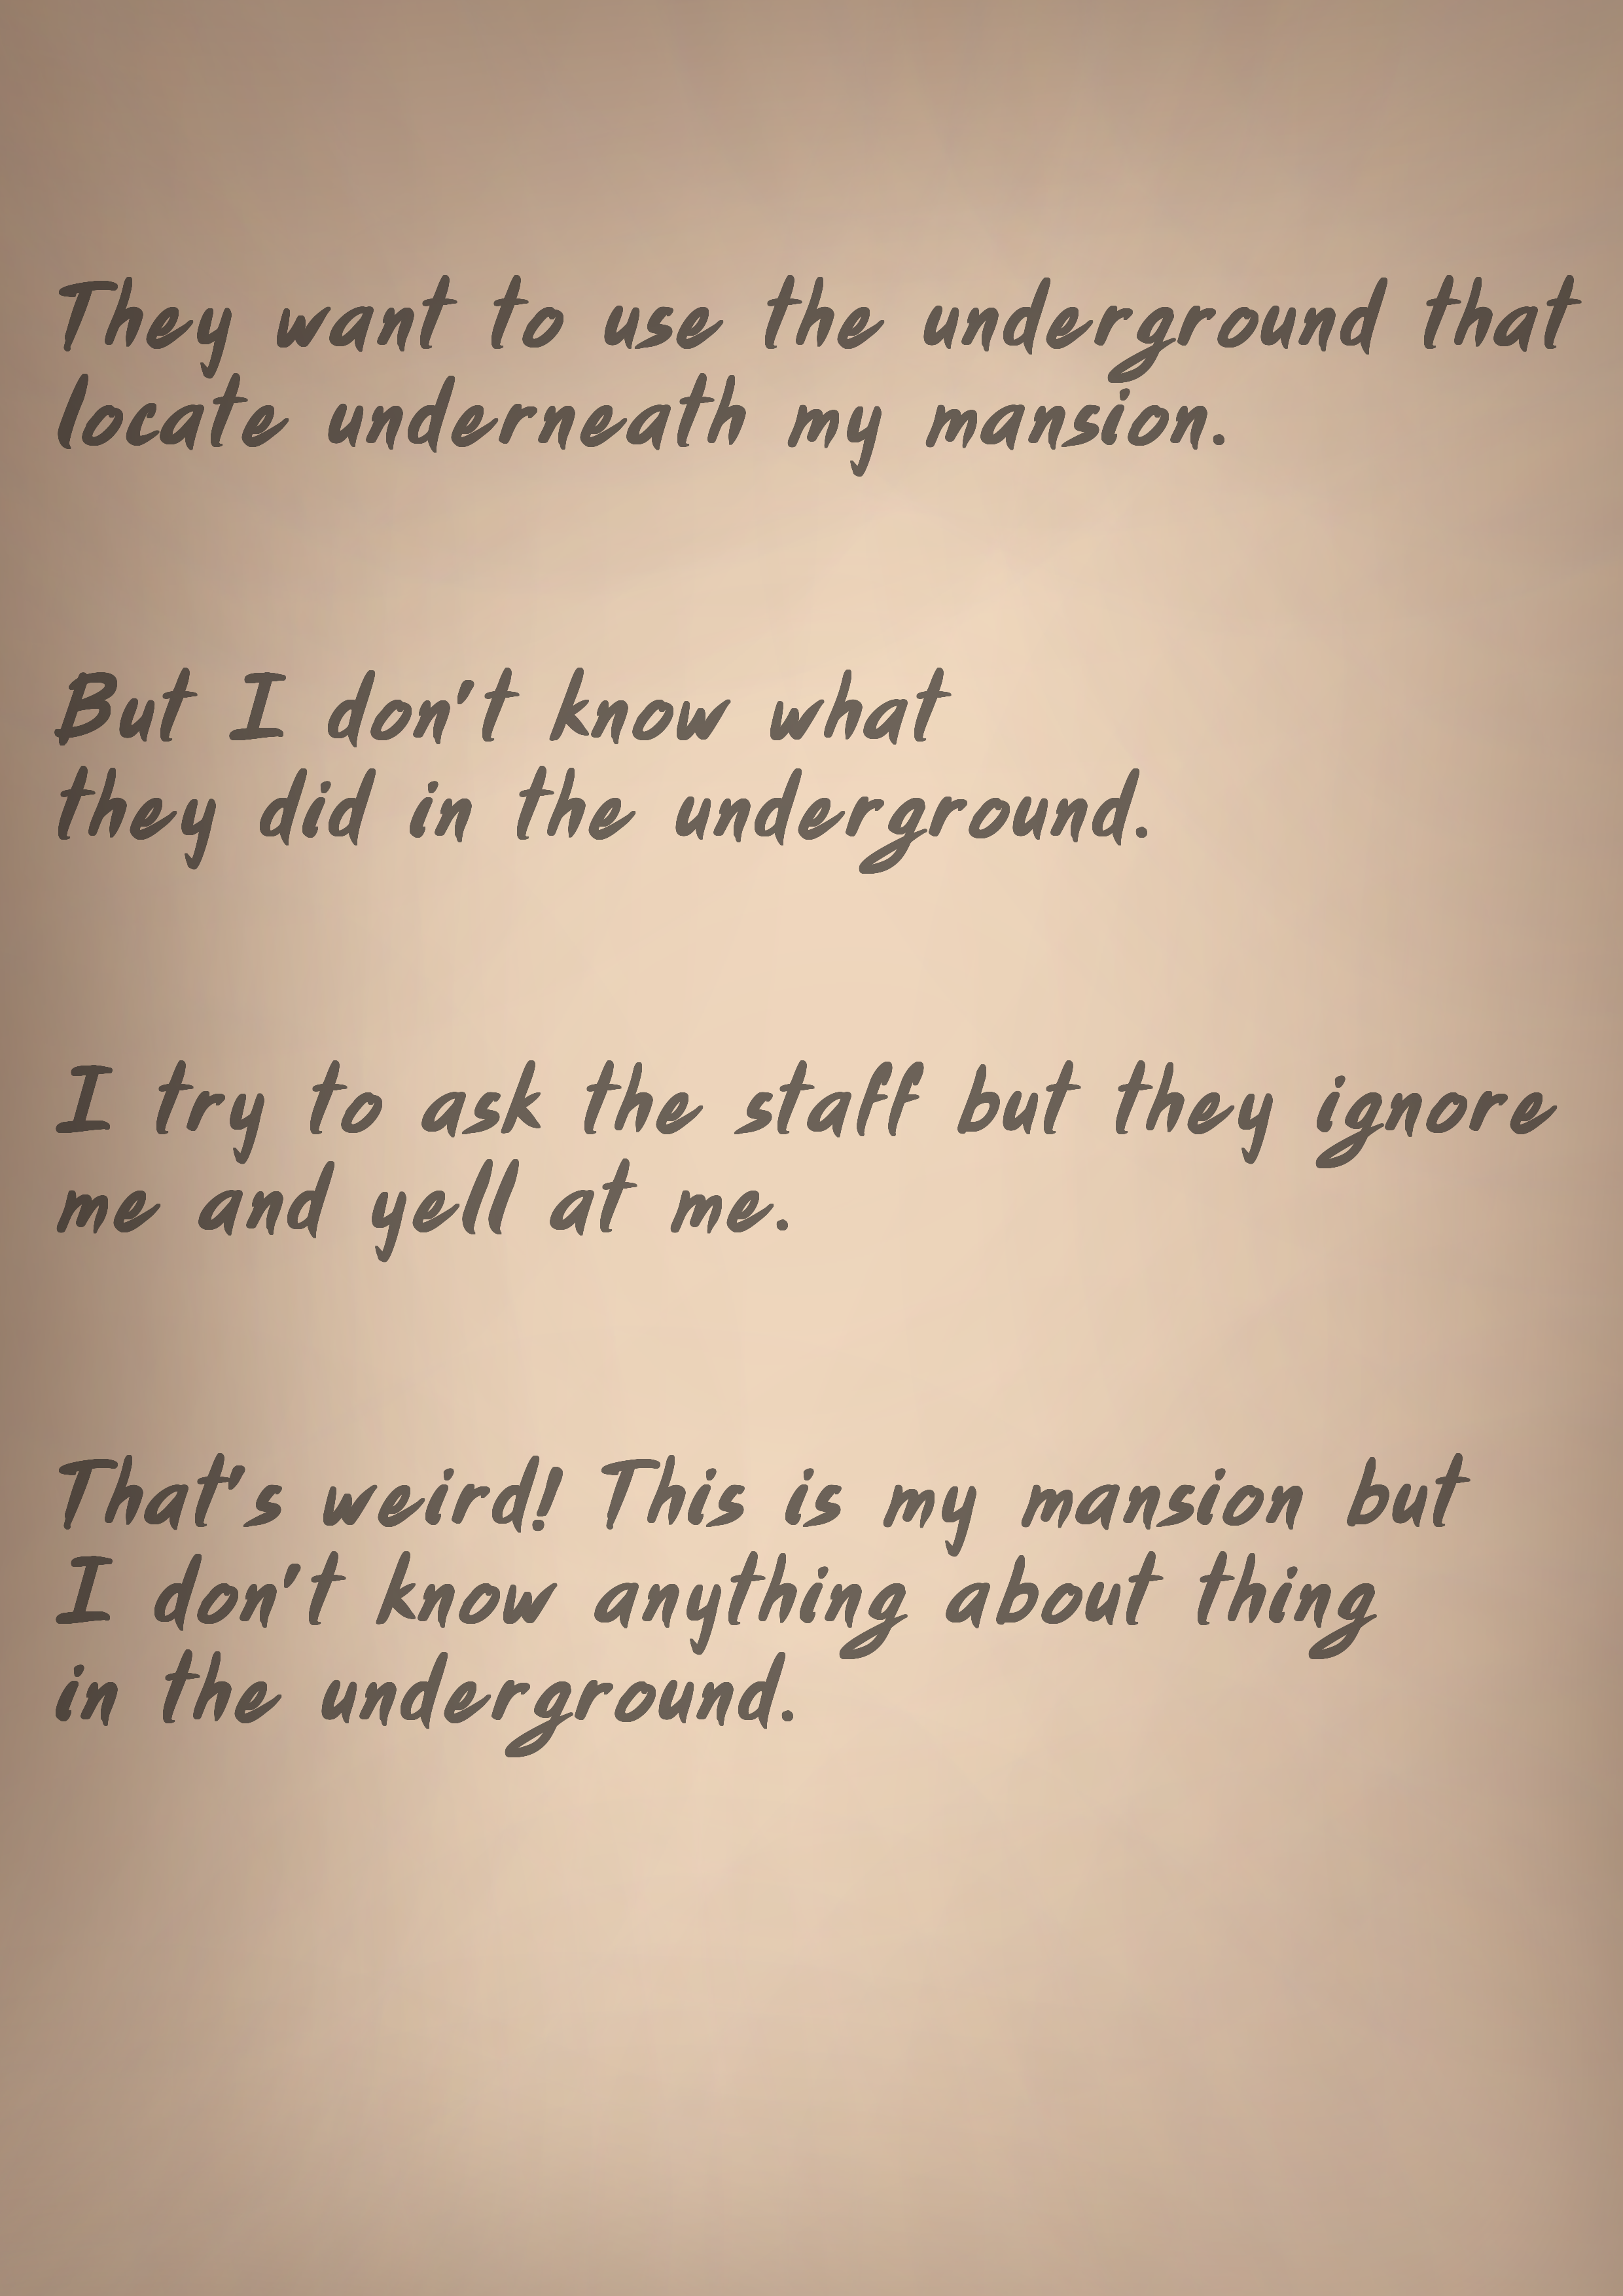 They want to use the underground that
locate underneath my mansion.
But I don't know what
they did in the underground.
I try to ask the staff but they ignore
me and yell at me.
That's weird! This is my mansion but
I don't know anything about thing
in the underground.